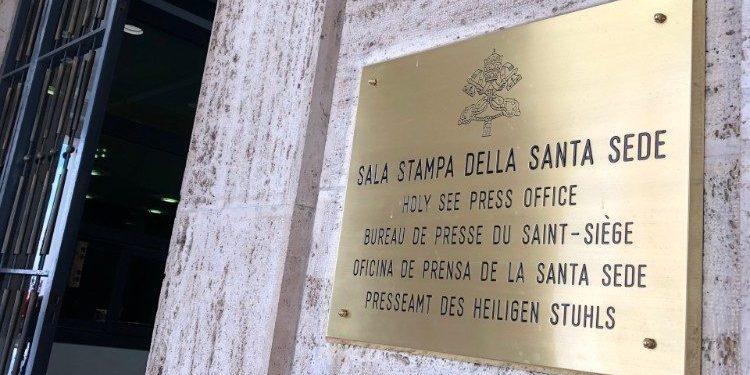 SALA STAMPA DELLA SANTA SEDE
HOLY SEE PRESS OFFICE
BUREAU DE PRESSE DU SAINT-SIÈGE
OFICINA DE PRENSA DE LA SANTA SEDE
PRESSEAMT DES HEILIGEN STUHLS